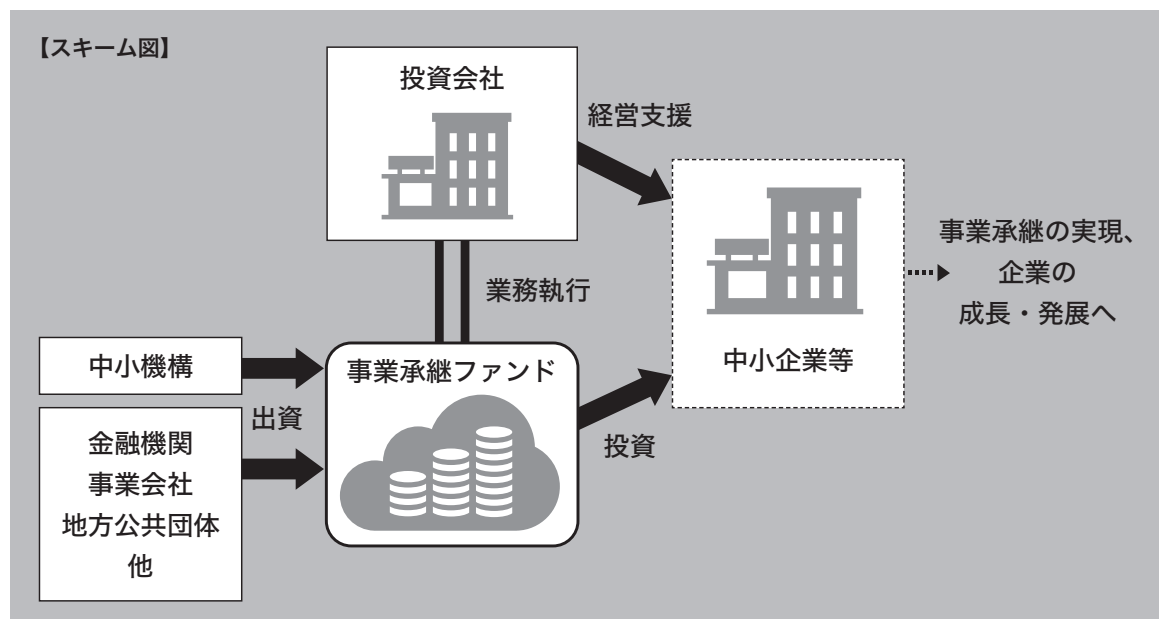 【スキーム図】
投資会社
経営支援
業務執行
中小機構
金融機関
事業会社
地方公共団体
他
出資
事業承継ファンド
投資
中小企業等
事業承継の実現、
企業の
成長・発展へ